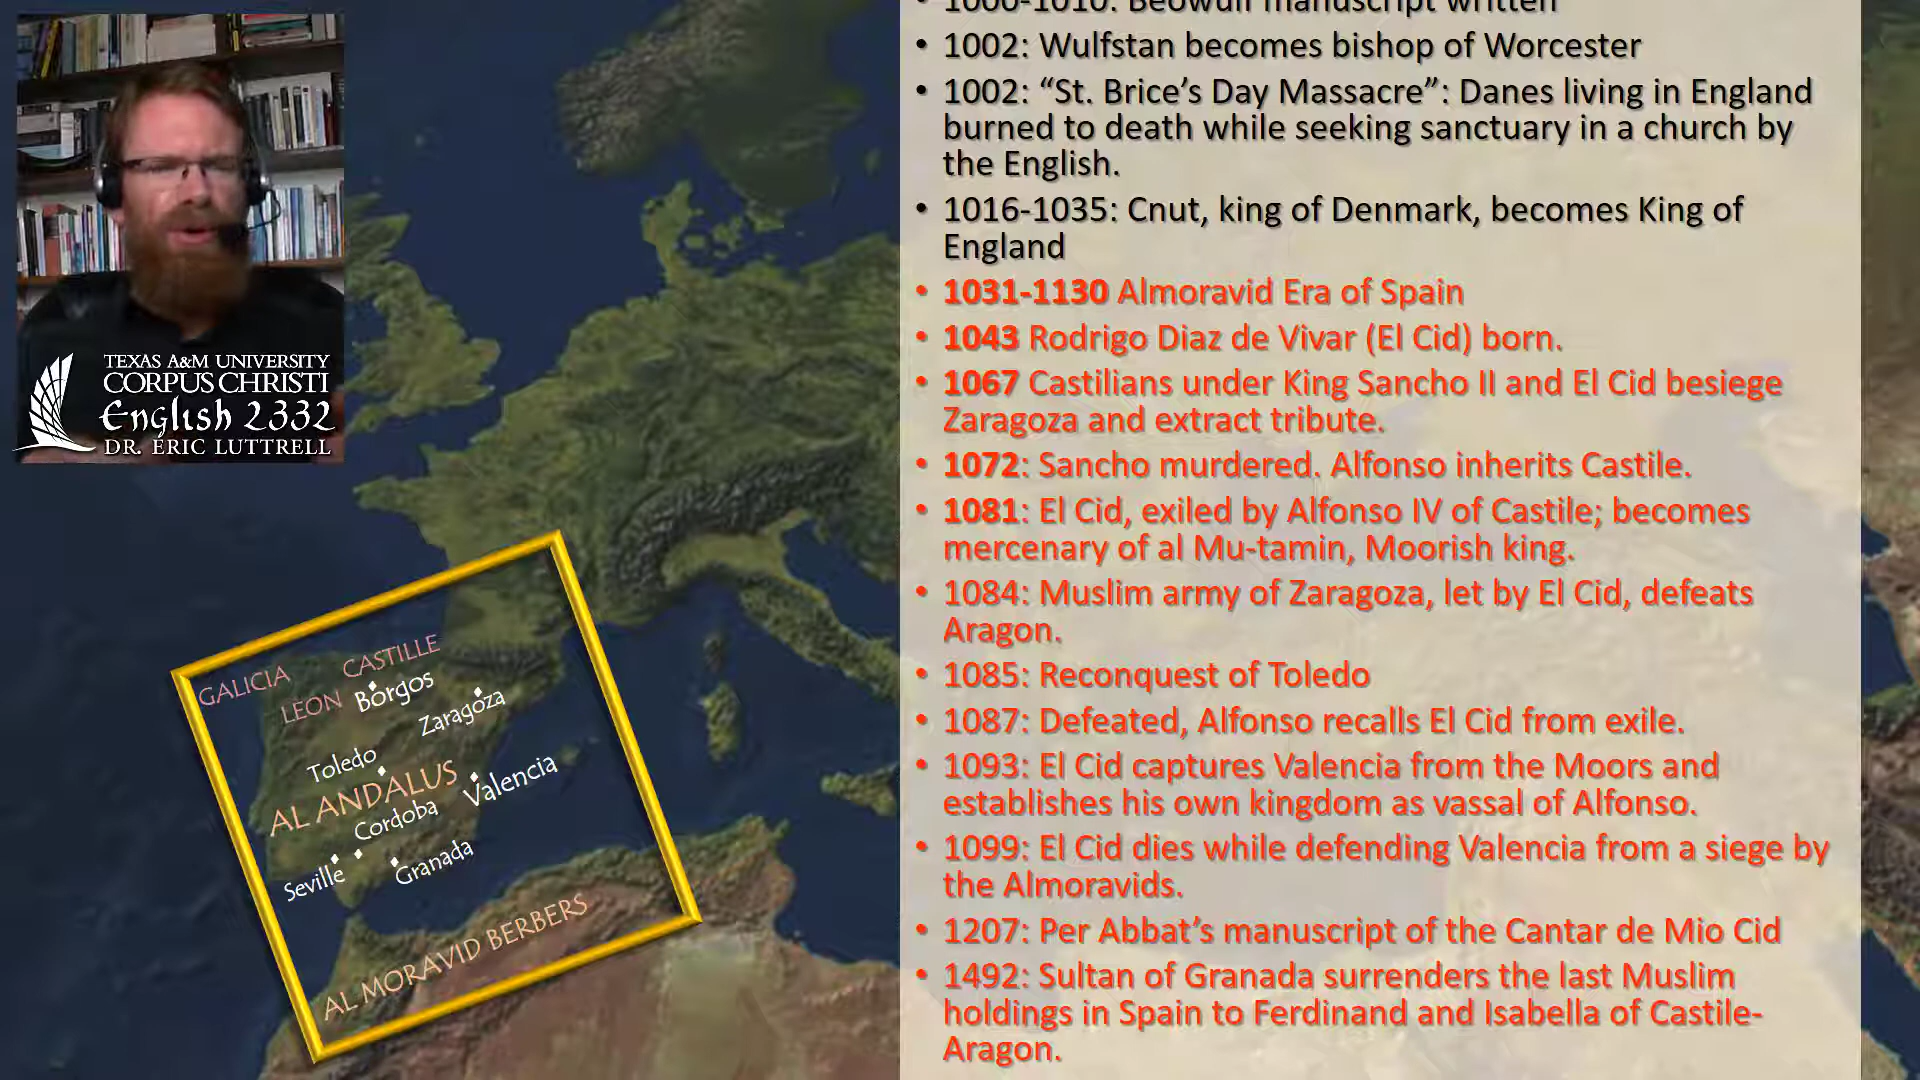 • 1000-1010: Beowulf manuscript written
• 1002: Wulfstan becomes bishop of Worcester
• 1002: “St. Brice’s Day Massacre”: Danes living in England
burned to death while seeking sanctuary in a church by
the English.
• 1016-1035: Cnut, king of Denmark, becomes King of
England
• 1031-1130 Almoravid Era of Spain
• 1043 Rodrigo Diaz de Vivar (El Cid) born.
• 1067 Castilians under King Sancho II and El Cid besiege
Zaragoza and extract tribute.
• 1072: Sancho murdered. Alfonso inherits Castile.
• 1081: El Cid, exiled by Alfonso IV of Castile; becomes
mercenary of al Mu-tamin, Moorish king.
• 1084: Muslim army of Zaragoza, let by El Cid, defeats
Aragon.
• 1085: Reconquest of Toledo
• 1087: Defeated, Alfonso recalls El Cid from exile.
• 1093: El Cid captures Valencia from the Moors and
establishes his own kingdom as vassal of Alfonso.
• 1099: El Cid dies while defending Valencia from a siege by
the Almoravids.
• 1207: Per Abbat’s manuscript of the Cantar de Mio Cid
• 1492: Sultan of Granada surrenders the last Muslim
holdings in Spain to Ferdinand and Isabella of Castile-
Aragon.
TEXAS A&M UNIVERSITY
CORPUS CHRISTI
English 2332
DR. ERIC LUTTRELL
GALICIA
CASTILLE
LEON
Borgos
Zaragoza
Toledo
AL ANDALUS
Valencia
Cordoba
Seville
Granada
AL MORAVID BERBERS